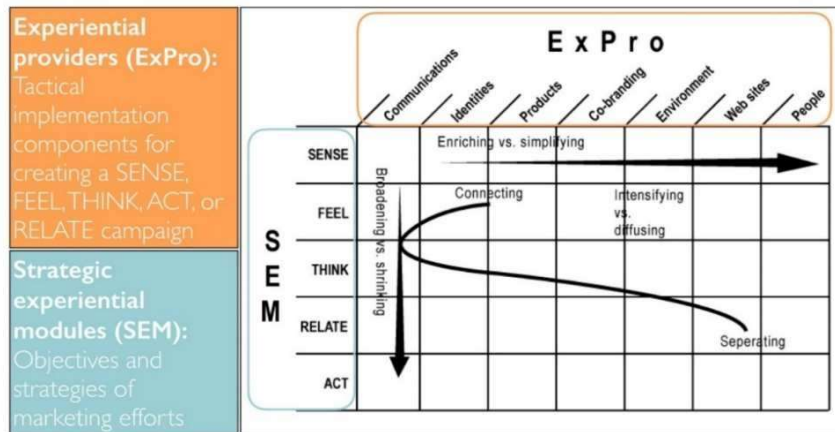 Experiential
providers (ExPro):
Tactical
implementation
components for
creating a SENSE,
FEEL, THINK, ACT, or
RELATE campaign
Strategic
experiential
modules (SEM):
Objectives and
strategies of
marketing efforts
ExPro
Communications
Identities
Products
Co-branding
Environment
Web sites
People
SEM
SENSE
FEEL
THINK
RELATE
ACT
Enriching vs. simplifying
Broadening vs. shrinking
Connecting
Intensifying
vs.
diffusing
Seperating